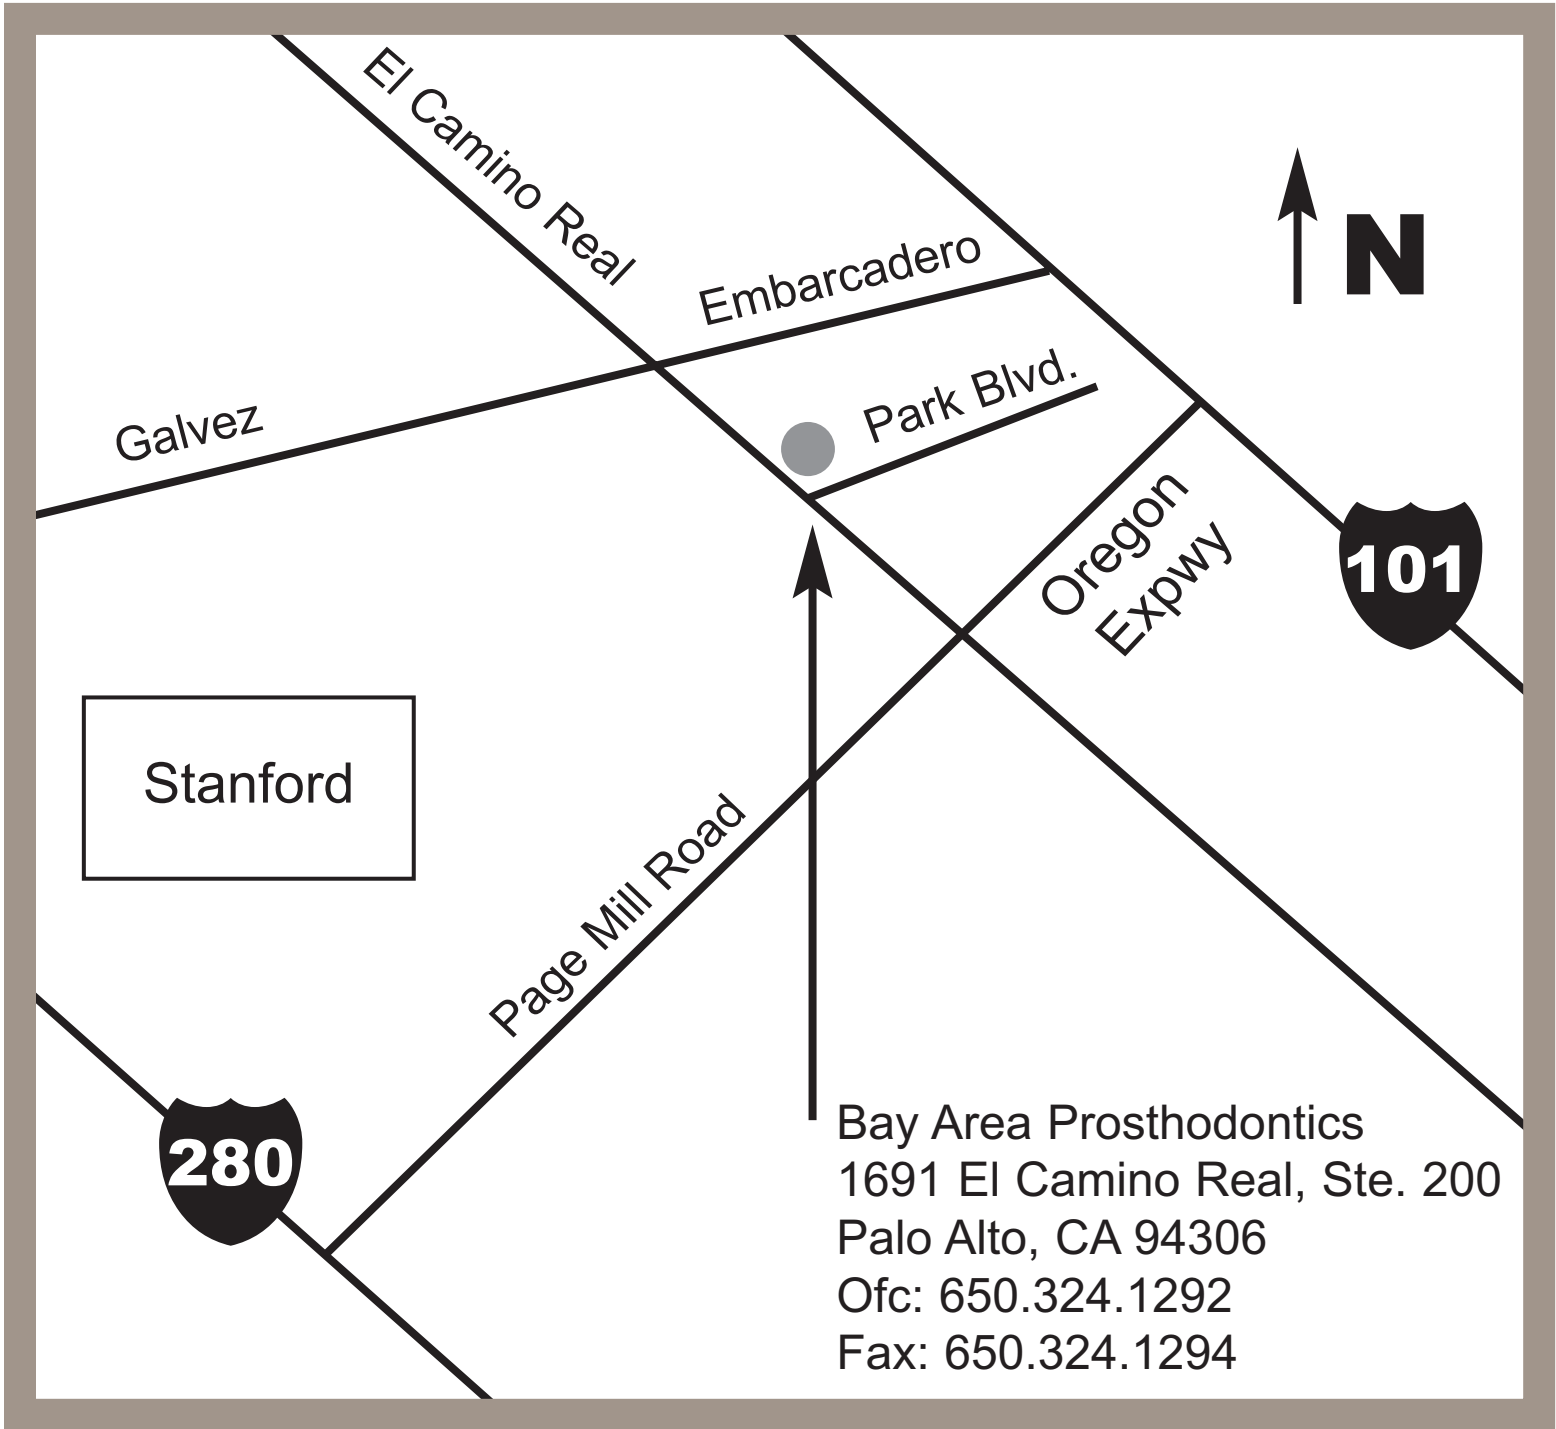 El Camino Real
Embarcadero
N
Park Blvd.
Galvez
Oregon
Expwy
101
Stanford
Page Mill Road
280
Bay Area Prosthodontics
1691 El Camino Real, Ste. 200
Palo Alto, CA 94306
Ofc: 650.324.1292
Fax: 650.324.1294